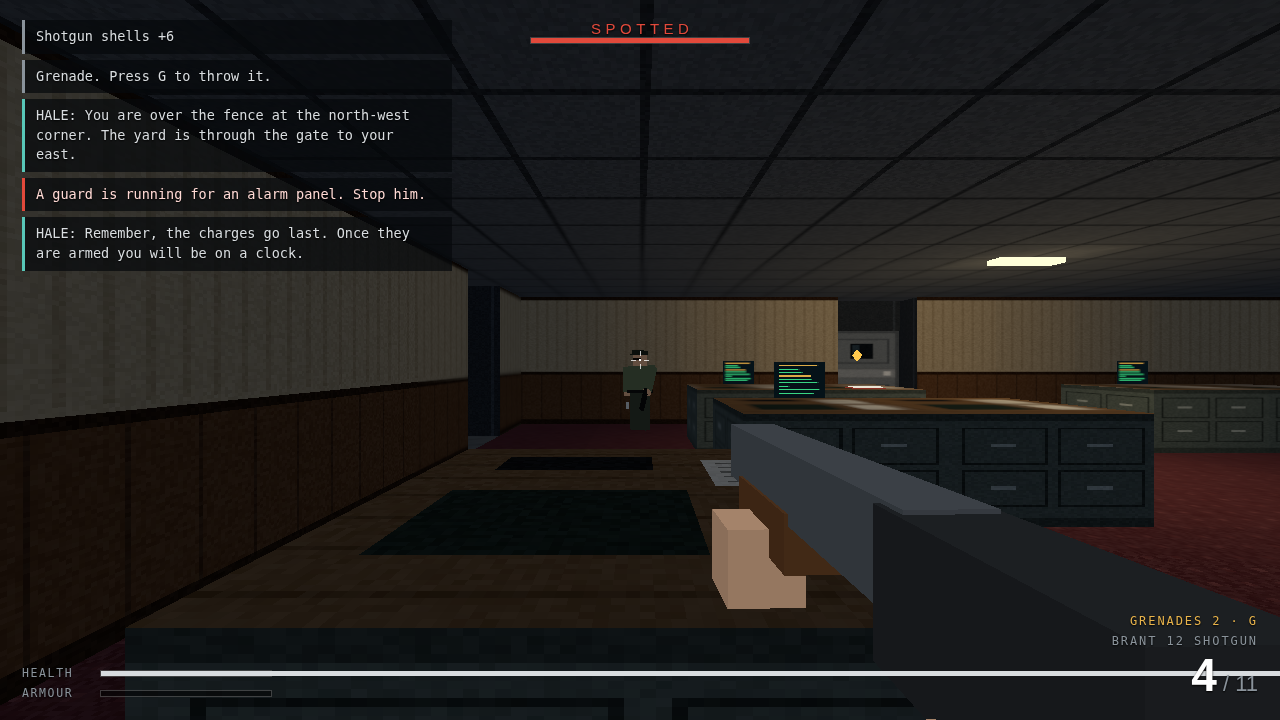 Shotgun shells +6
Grenade. Press G to throw it.
HALE: You are over the fence at the north-west
corner. The yard is through the gate to your
east.
A guard is running for an alarm panel. Stop him.
HALE: Remember, the charges go last. Once they
are armed you will be on a clock.
SPOTTED
GRENADES 2 · G
BRANT 12 SHOTGUN
4 / 11
HEALTH
ARMOUR